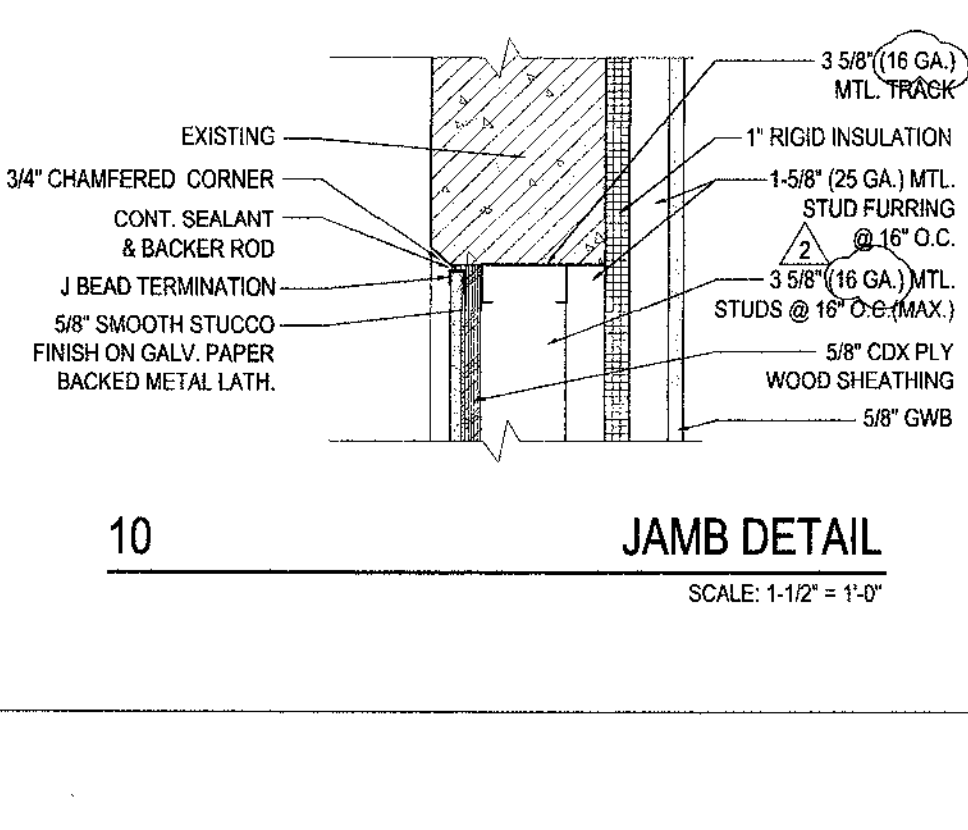 EXISTING
3/4" CHAMFERED CORNER
CONT. SEALANT
& BACKER ROD
J BEAD TERMINATION
5/8" SMOOTH STUCCO
FINISH ON GALV. PAPER
BACKED METAL LATH.
3 5/8" (16 GA.)
MTL. TRACK
1" RIGID INSULATION
1-5/8" (25 GA.) MTL.
STUD FURRING
@ 16" O.C.
2
3 5/8" (16 GA.) MTL.
STUDS @ 16" O.C.(MAX.)
5/8" CDX PLY
WOOD SHEATHING
5/8" GWB
10
JAMB DETAIL
SCALE: 1-1/2" = 1'-0"